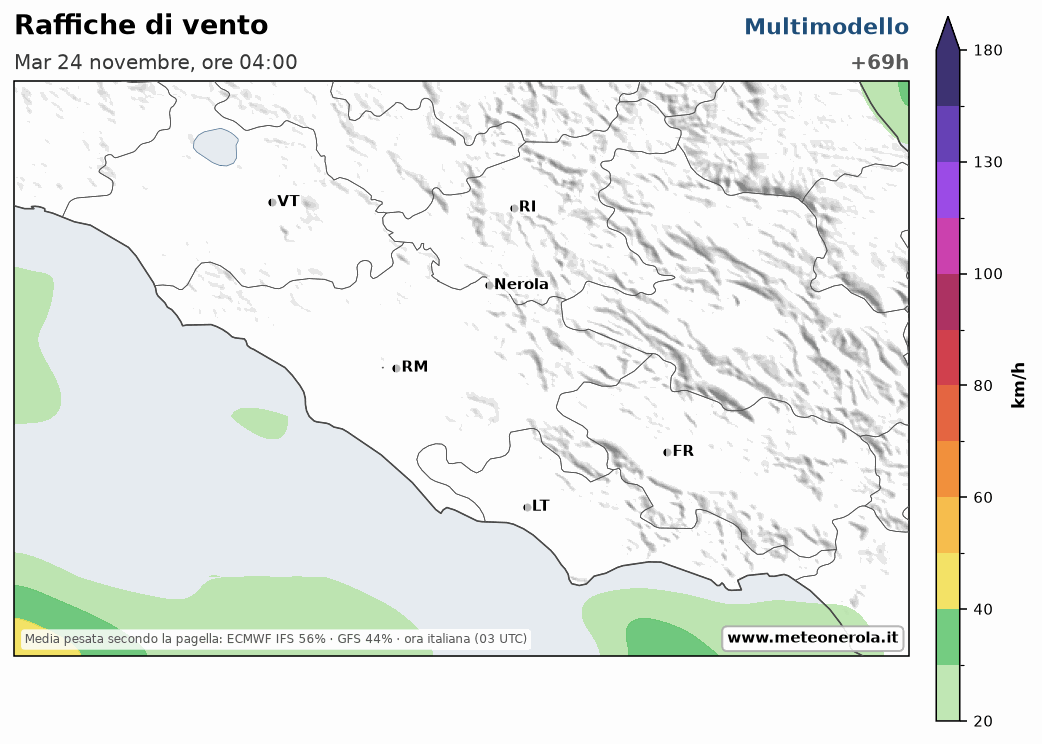 Raffiche di vento
Multimodello
Mar 24 novembre, ore 04:00
+69h
VT
RI
Nerola
RM
FR
LT
Media pesata secondo la pagella: ECMWF IFS 56% · GFS 44% · ora italiana (03 UTC)
www.meteonerola.it
180
130
100
80
60
40
20
km/h